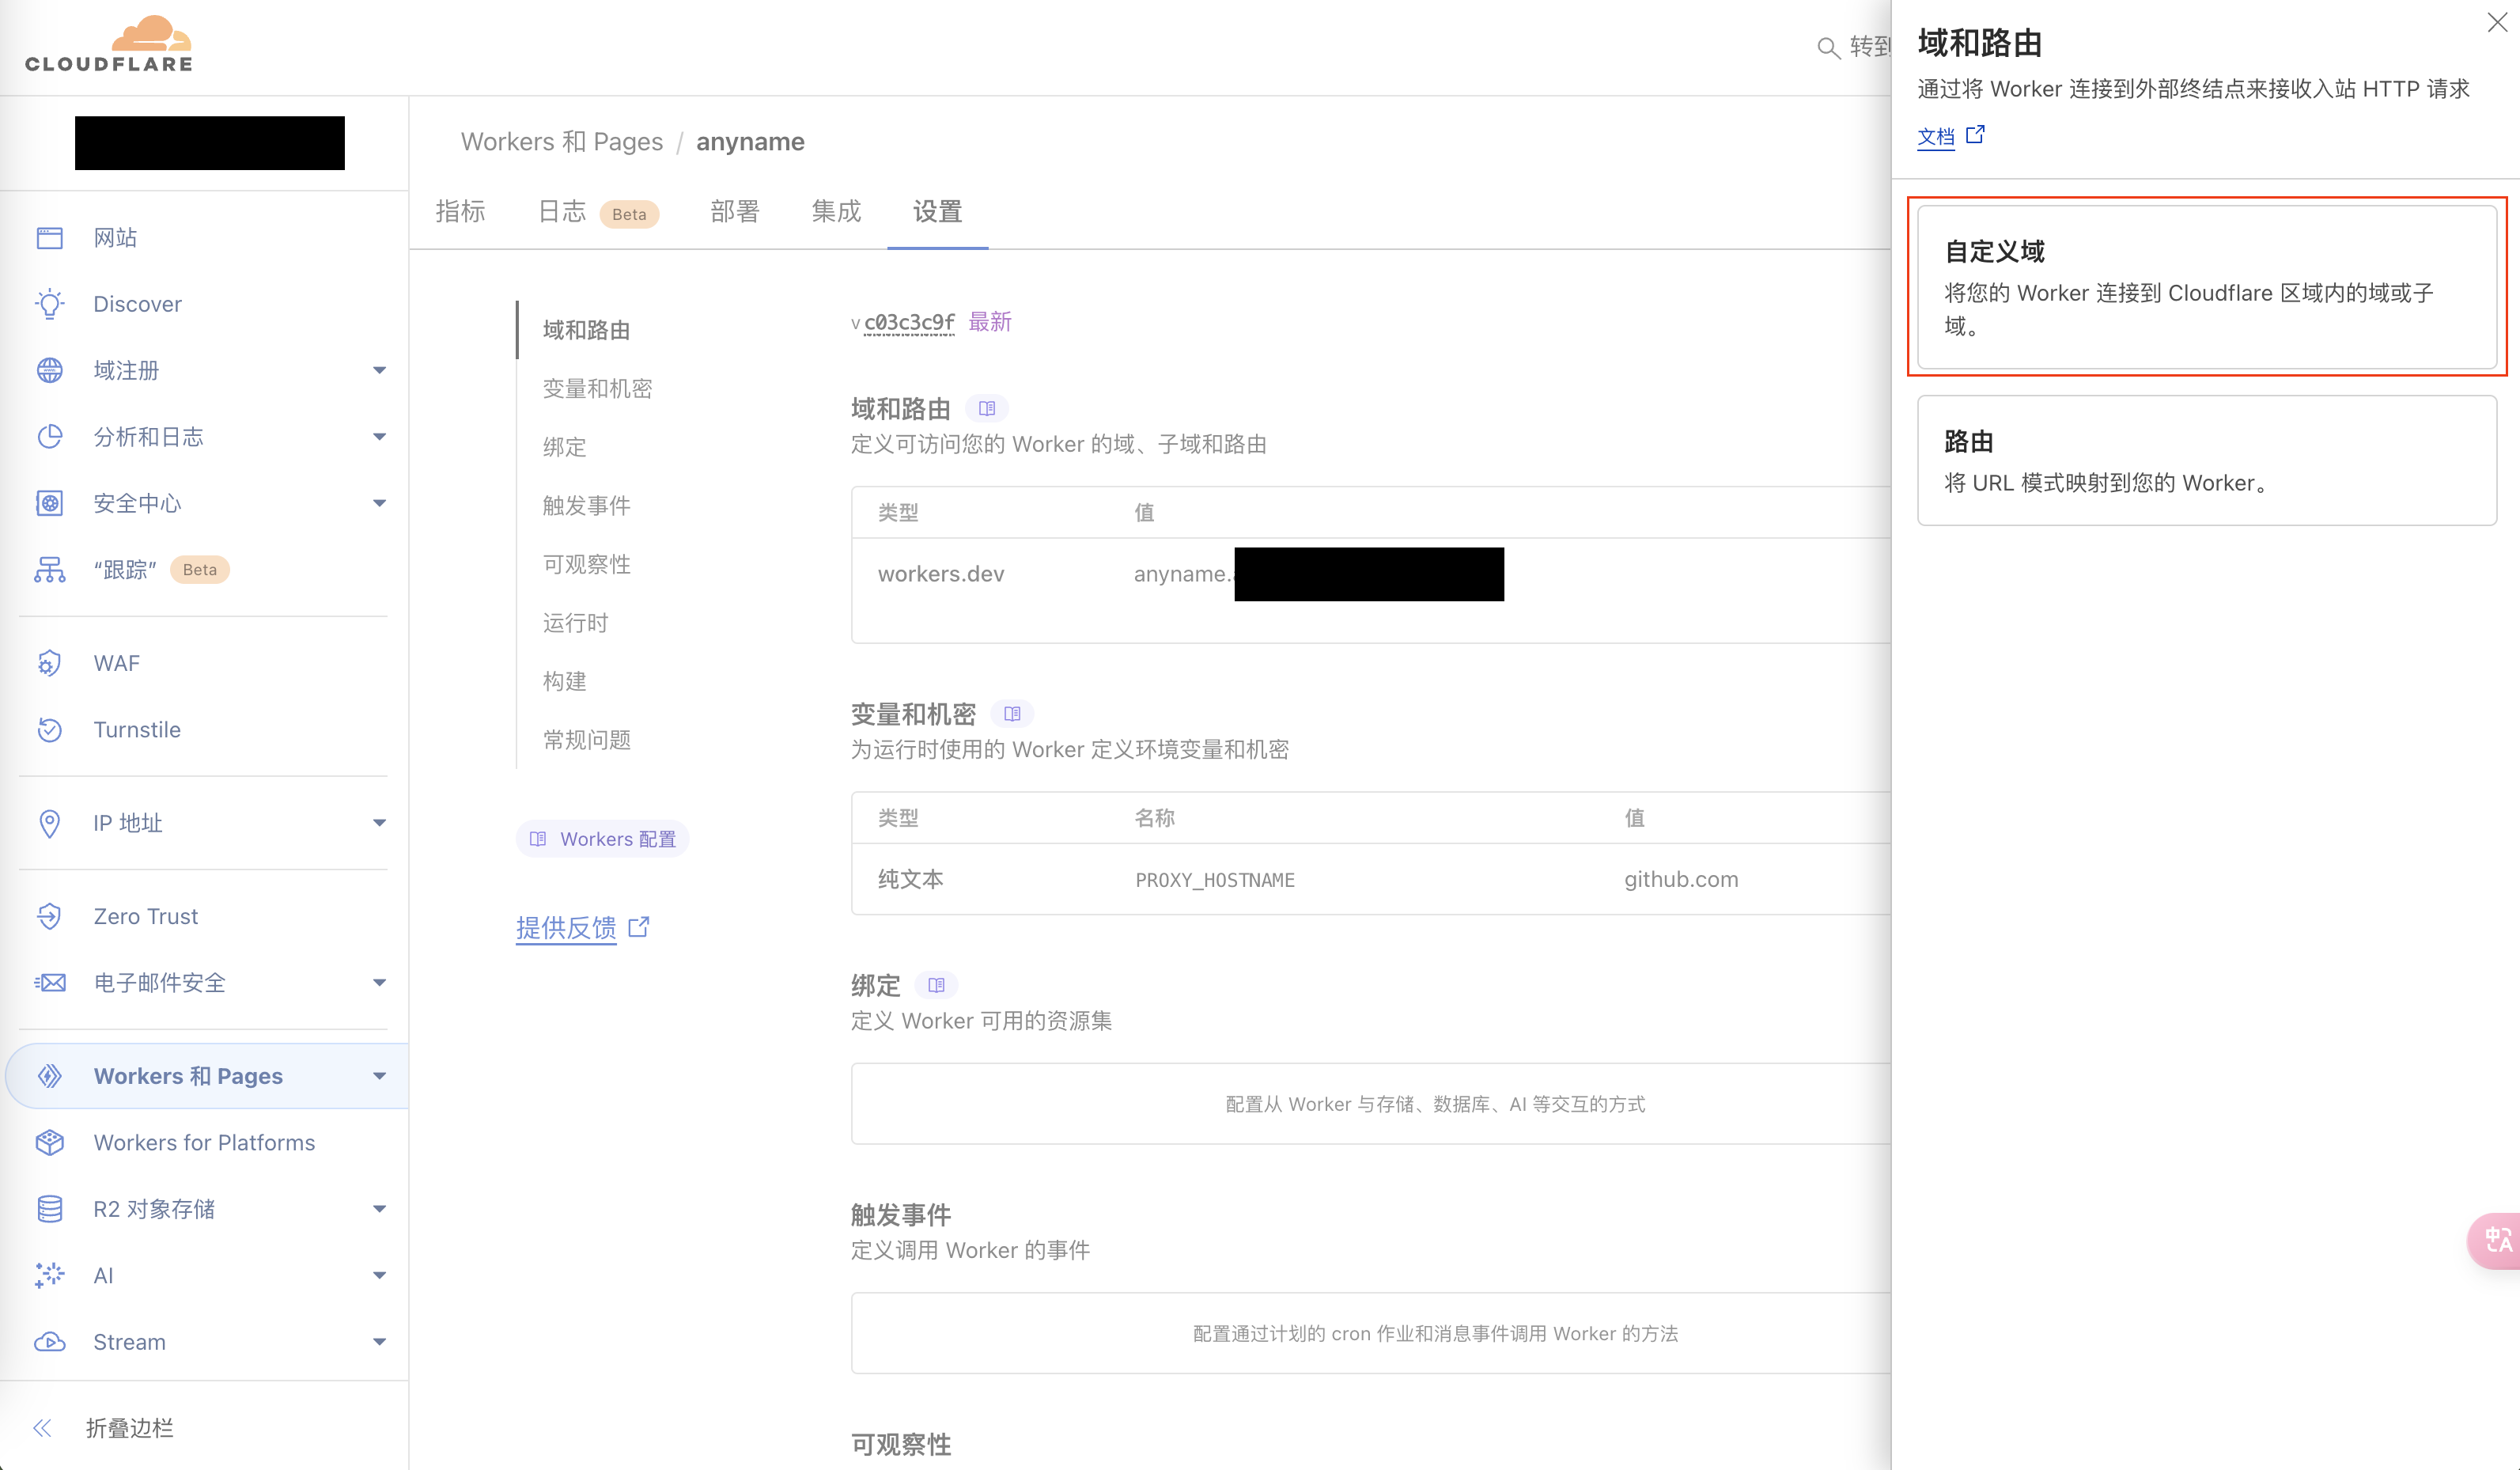 CLOUDFLARE
转到
网站
Discover
域注册
分析和日志
安全中心
“跟踪” Beta
WAF
Turnstile
IP 地址
Zero Trust
电子邮件安全
Workers 和 Pages
Workers for Platforms
R2 对象存储
AI
Stream
折叠边栏
Workers 和 Pages / anyname
指标 日志 Beta 部署 集成 设置
域和路由
变量和机密
绑定
触发事件
可观察性
运行时
构建
常规问题
Workers 配置
提供反馈
v c03c3c9f 最新
域和路由
定义可访问您的 Worker 的域、子域和路由
类型 值
workers.dev anyname.
变量和机密
为运行时使用的 Worker 定义环境变量和机密
类型 名称 值
纯文本 PROXY_HOSTNAME github.com
绑定
定义 Worker 可用的资源集
配置从 Worker 与存储、数据库、AI 等交互的方式
触发事件
定义调用 Worker 的事件
配置通过计划的 cron 作业和消息事件调用 Worker 的方法
可观察性
域和路由
通过将 Worker 连接到外部终结点来接收入站 HTTP 请求
文档
自定义域
将您的 Worker 连接到 Cloudflare 区域内的域或子
域。
路由
将 URL 模式映射到您的 Worker。
中A